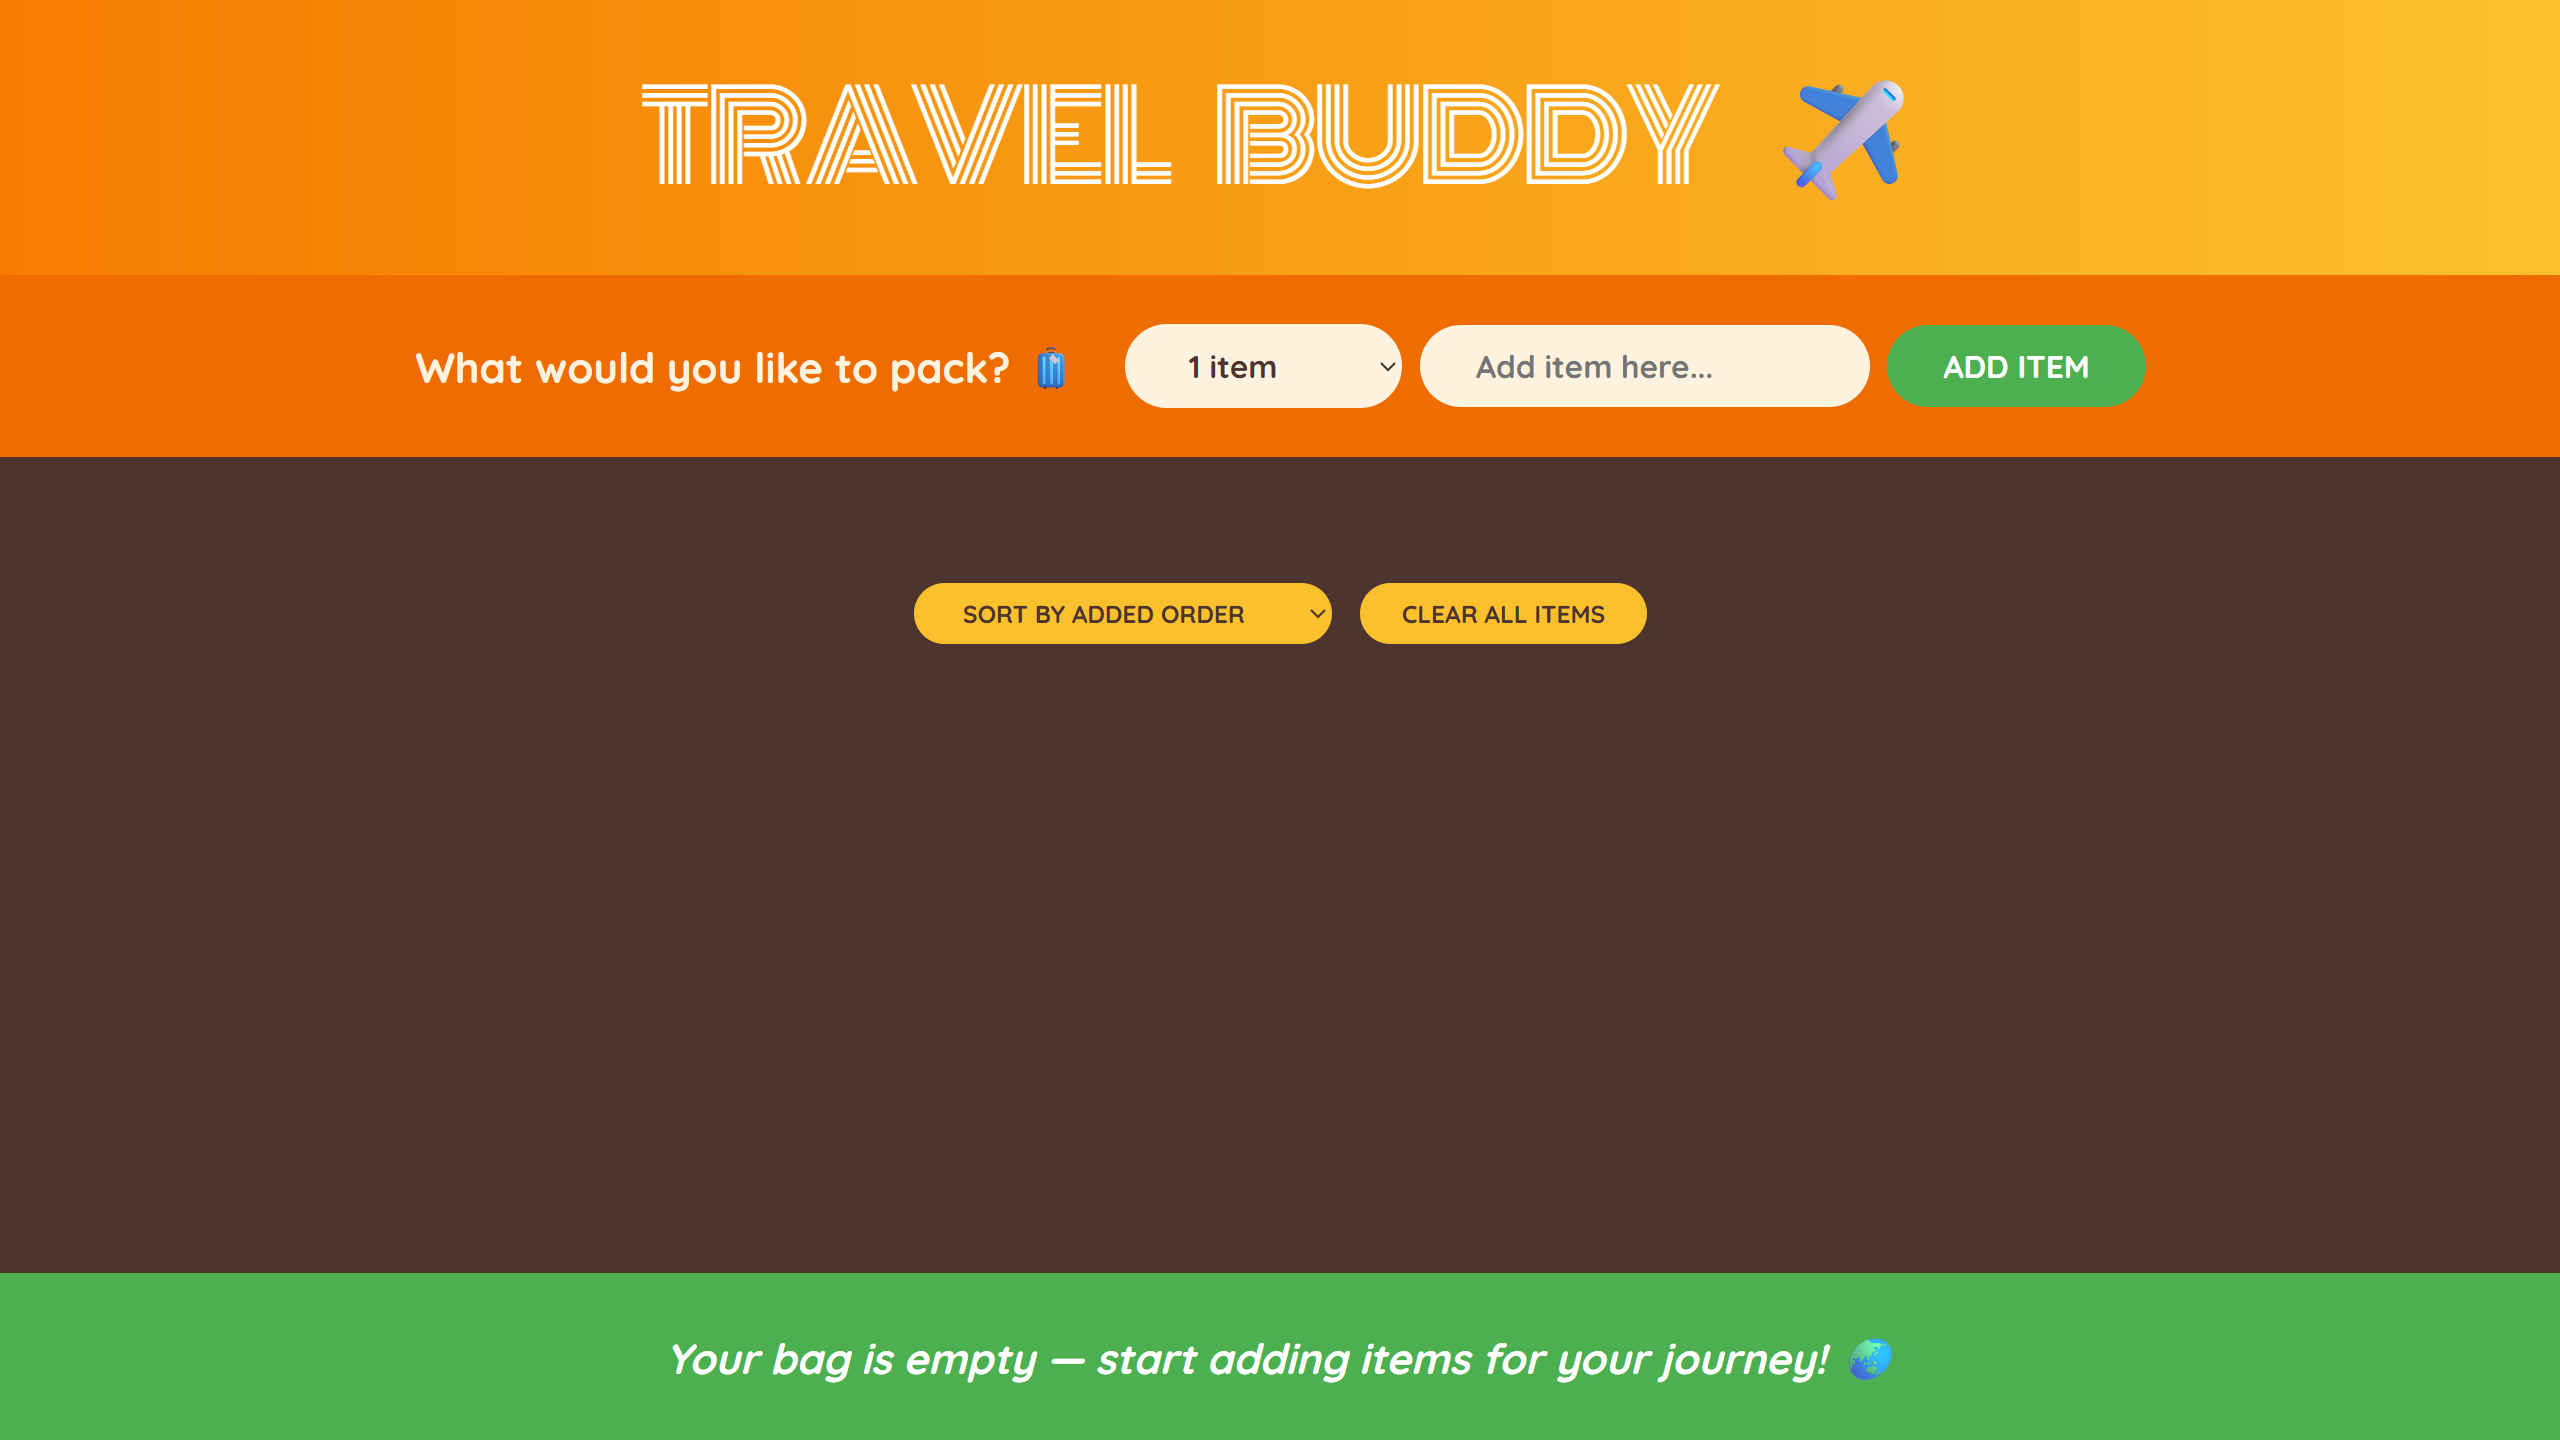 TRAVEL BUDDY ✈️
What would you like to pack? 🧳 1 item Add item here... ADD ITEM
SORT BY ADDED ORDER CLEAR ALL ITEMS
Your bag is empty — start adding items for your journey! 🌏